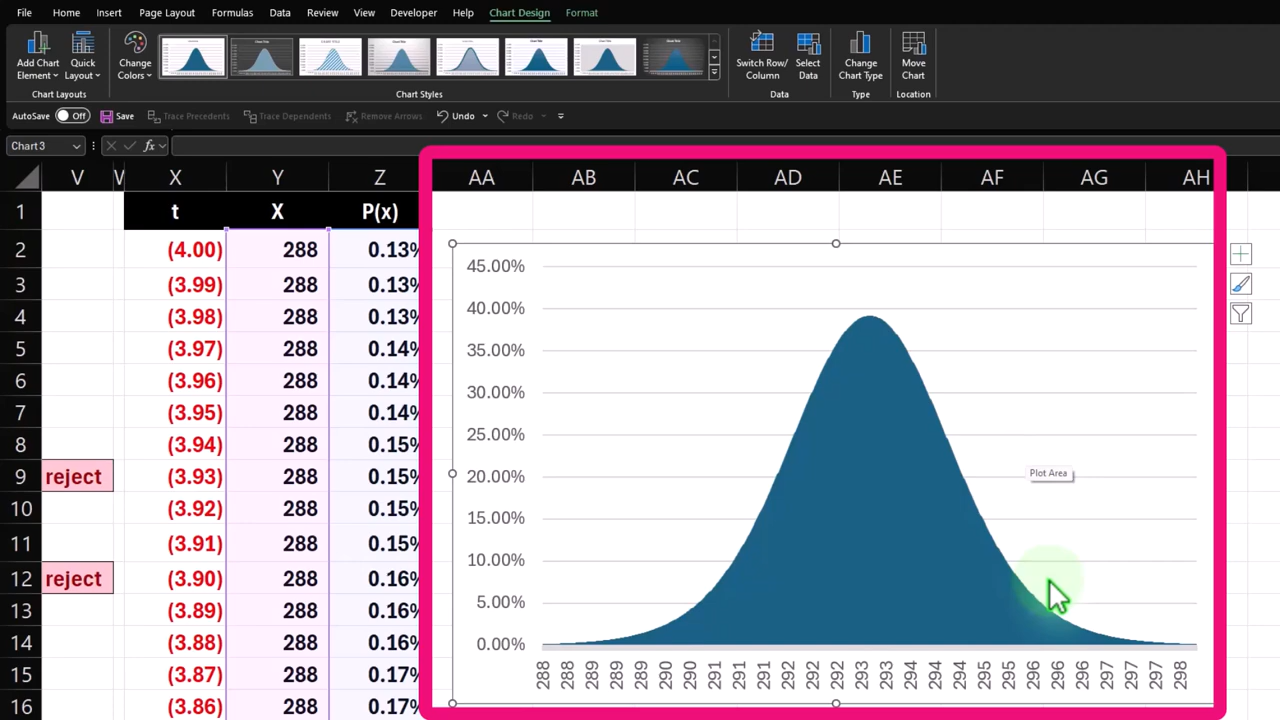 File Home Insert Page Layout Formulas Data Review View Developer Help Chart Design Format
Add Chart Element
Quick Layout
Change Colors
Switch Row/ Column
Select Data
Change Chart Type
Move Chart
Chart Layouts Chart Styles Data Type Location
AutoSave Off Save Trace Precedents Trace Dependents Remove Arrows Undo Redo
Chart3 fx
V W X Y Z AA AB AC AD AE AF AG AH
1 t X P(x)
2 (4.00) 288 0.13%
3 (3.99) 288 0.13%
4 (3.98) 288 0.13%
5 (3.97) 288 0.14%
6 (3.96) 288 0.14%
7 (3.95) 288 0.14%
8 (3.94) 288 0.15%
9 reject (3.93) 288 0.15%
10 (3.92) 288 0.15%
11 (3.91) 288 0.15%
12 reject (3.90) 288 0.16%
13 (3.89) 288 0.16%
14 (3.88) 288 0.16%
15 (3.87) 288 0.17%
16 (3.86) 288 0.17%
45.00%
40.00%
35.00%
30.00%
25.00%
20.00%
15.00%
10.00%
5.00%
0.00%
Plot Area
288 288 289 289 289 290 290 291 291 291 292 292 292 293 293 294 294 294 295 295 296 296 296 297 297 297 298